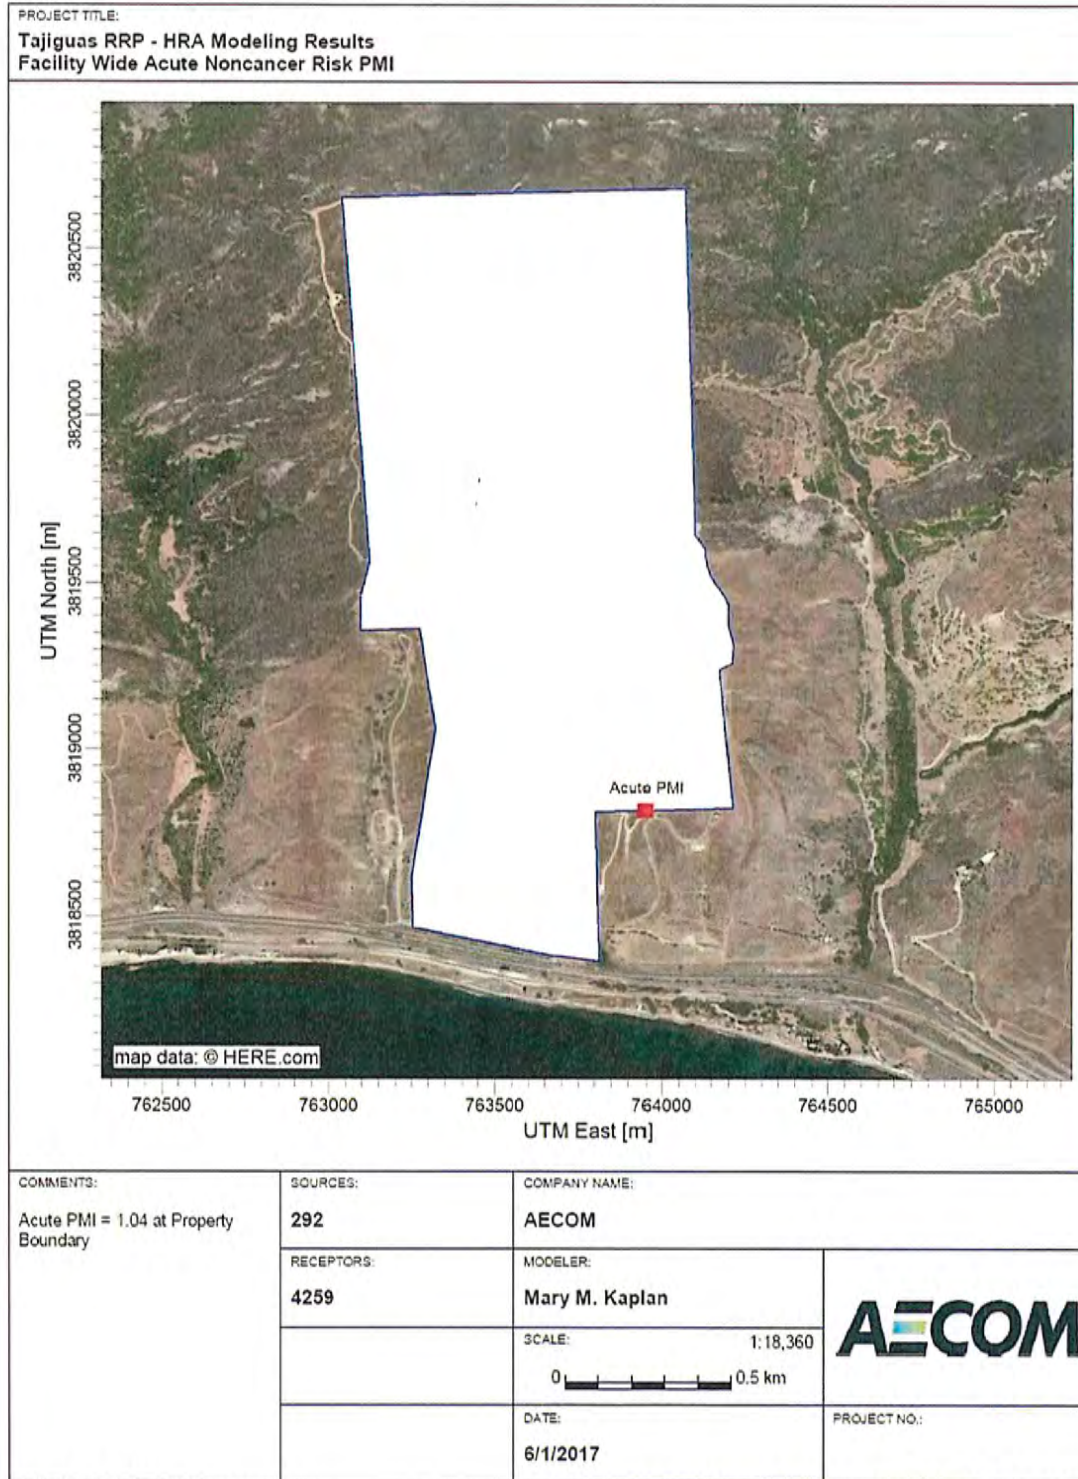 PROJECT TITLE:
Tajiguas RRP - HRA Modeling Results
Facility Wide Acute Noncancer Risk PMI
3820500
3820000
3819500
3819000
3818500
UTM North [m]
Acute PMI
map data: © HERE.com
762500 763000 763500 764000 764500 765000
UTM East [m]
COMMENTS:
Acute PMI = 1.04 at Property
Boundary
SOURCES:
292
COMPANY NAME:
AECOM
RECEPTORS:
4259
MODELER:
Mary M. Kaplan
SCALE: 1:18,360
0 0.5 km
AECOM
DATE:
6/1/2017
PROJECT NO.: